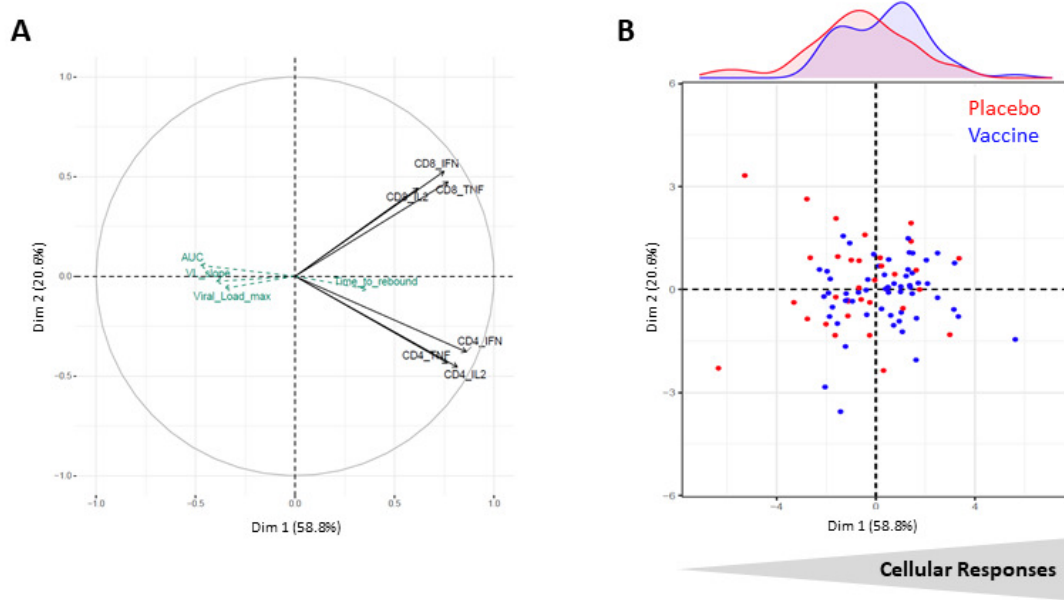 A
1.0
0.5
0.0
-0.5
-1.0
-1.0
-0.5
0.0
0.5
1.0
Dim 2 (20.6%)
Dim 1 (58.8%)
CD8_IFN
CD8_TNF
CD8_IL2
AUC
VL_slope
Viral_Load_max
Time_to_rebound
CD4_IFN
CD4_TNF
CD4_IL2
B
Placebo
Vaccine
6
3
0
-3
-6
-4
0
4
Dim 2 (20.6%)
Dim 1 (58.8%)
Cellular Responses